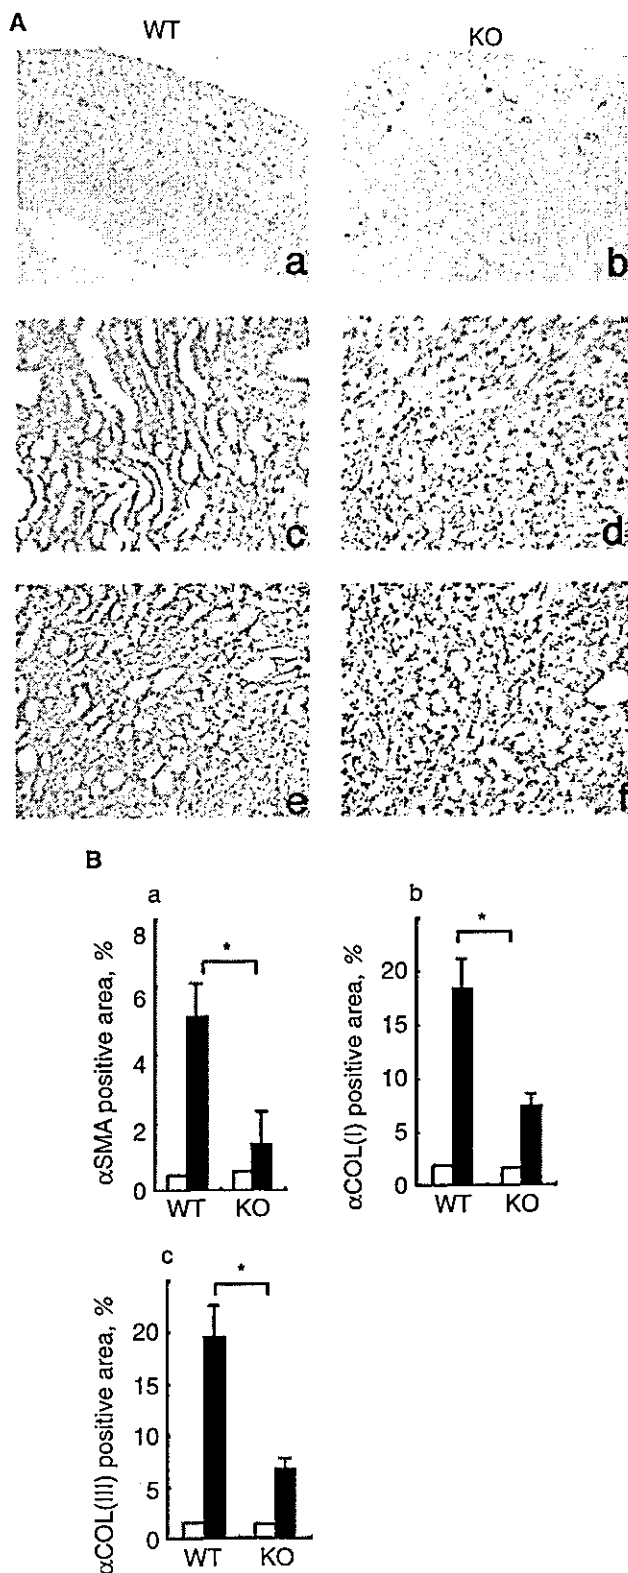 A
WT KO
a b
c d
e f
B
a
αSMA positive area, %
8
6
4
2
0
*
WT KO
b
αCOL(I) positive area, %
20
15
10
5
0
*
WT KO
c
αCOL(III) positive area, %
20
15
10
5
0
*
WT KO